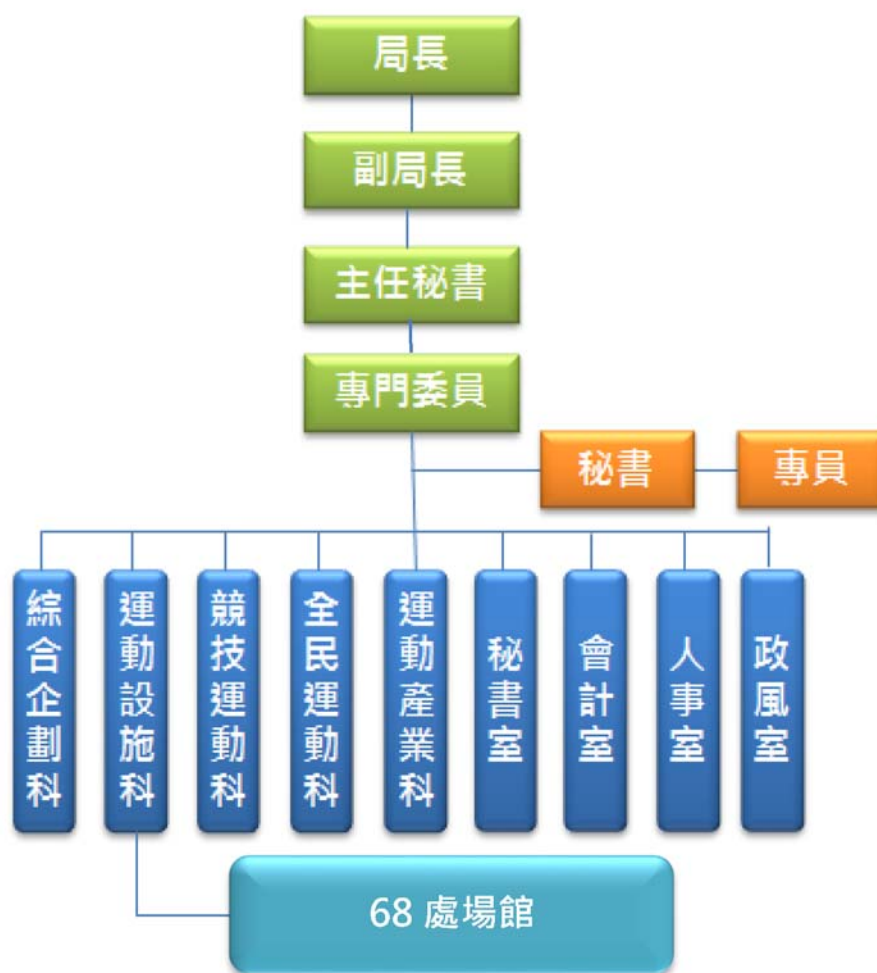 局長
副局長
主任秘書
專門委員
秘書
專員
綜合企劃科
運動設施科
競技運動科
全民運動科
運動產業科
秘書室
會計室
人事室
政風室
68 處場館